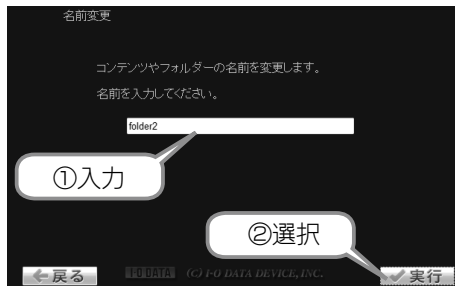 名前変更
コンテンツやフォルダーの名前を変更します。
名前を入力してください。
folder2
①入力
②選択
戻る
I-O DATA (C) I-O DATA DEVICE, INC.
実行